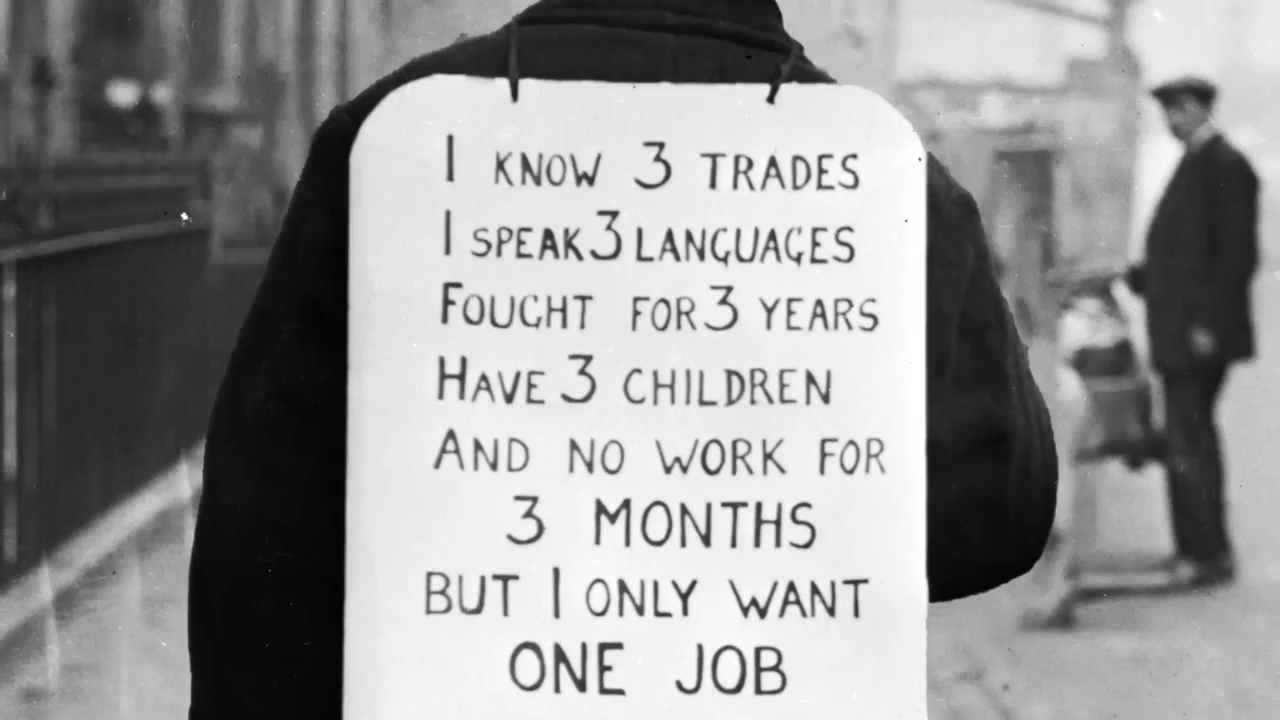 I KNOW 3 TRADES
I SPEAK 3 LANGUAGES
FOUGHT FOR 3 YEARS
HAVE 3 CHILDREN
AND NO WORK FOR
3 MONTHS
BUT I ONLY WANT
ONE JOB